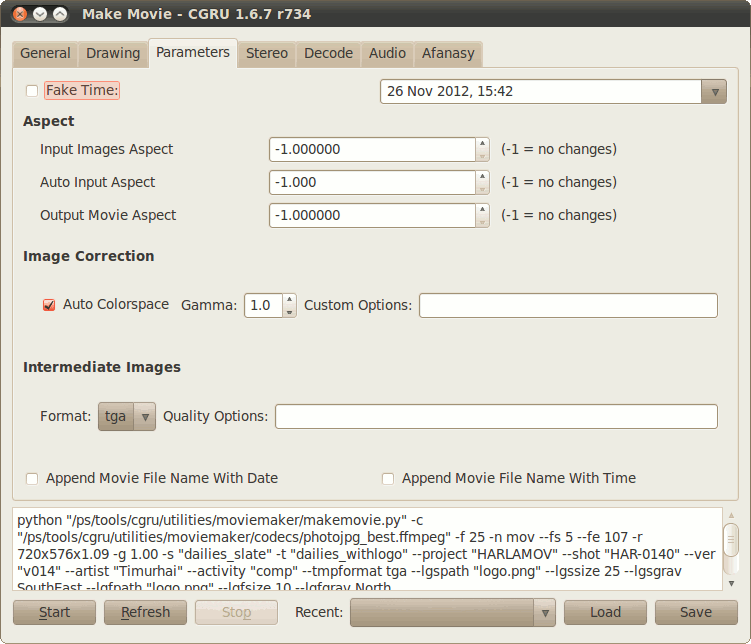 Make Movie - CGRU 1.6.7 r734
General Drawing Parameters Stereo Decode Audio Afanasy
Fake Time: 26 Nov 2012, 15:42
Aspect
Input Images Aspect -1.000000 (-1 = no changes)
Auto Input Aspect -1.000 (-1 = no changes)
Output Movie Aspect -1.000000 (-1 = no changes)
Image Correction
Auto Colorspace Gamma: 1.0 Custom Options:
Intermediate Images
Format: tga Quality Options:
Append Movie File Name With Date Append Movie File Name With Time
python "/ps/tools/cgru/utilities/moviemaker/makemovie.py" -c
"/ps/tools/cgru/utilities/moviemaker/codecs/photojpg_best.ffmpeg" -f 25 -n mov --fs 5 --fe 107 -r
720x576x1.09 -g 1.00 -s "dailies_slate" -t "dailies_withlogo" --project "HARLAMOV" --shot "HAR-0140" --ver
"v014" --artist "Timurhai" --activity "comp" --tmpformat tga --lgspath "logo.png" --lgssize 25 --lgsgrav
SouthEast --lgfpath "logo.png" --lgfsize 10 --lgfgrav North
Start Refresh Stop Recent: Load Save